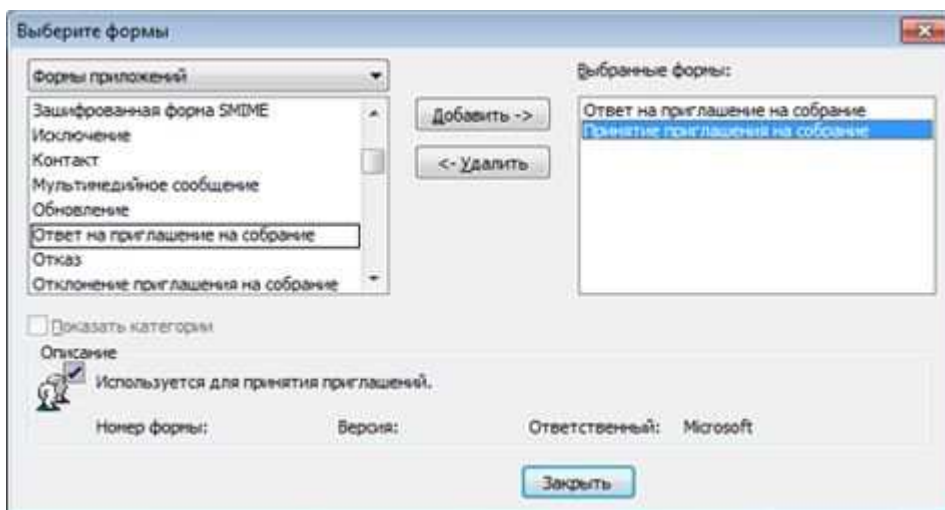 Выберите формы
Формы приложений
Зашифрованная форма SMIME
Исключение
Контакт
Мультимедийное сообщение
Обновление
Ответ на приглашение на собрание
Отказ
Отклонение приглашения на собрание
Добавить ->
<- Удалить
Выбранные формы:
Ответ на приглашение на собрание
Принятие приглашения на собрание
Показать категории
Описание
Используется для принятия приглашений.
Номер формы: Версия: Ответственный: Microsoft
Закрыть